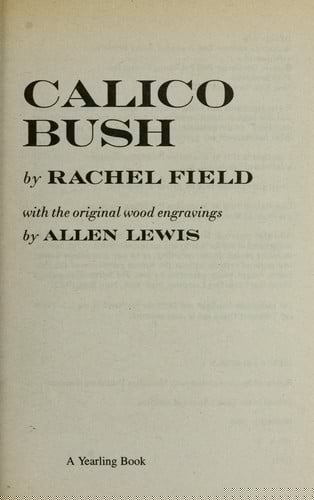 CALICO
BUSH
by RACHEL FIELD
with the original wood engravings
by ALLEN LEWIS
A Yearling Book